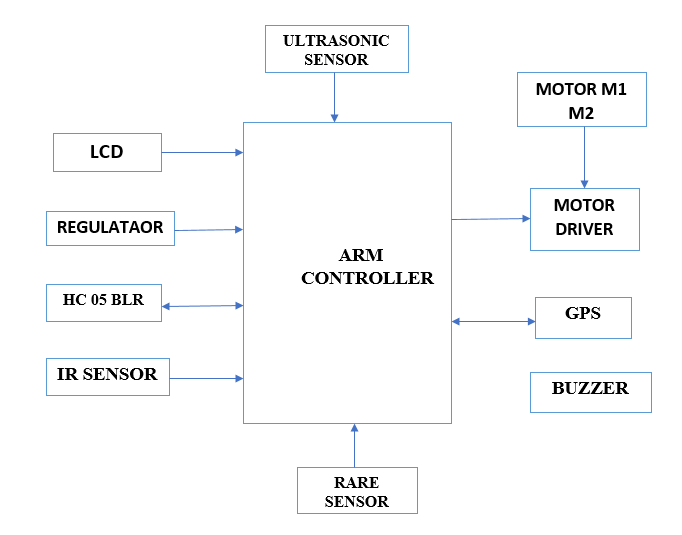 ULTRASONIC
SENSOR
MOTOR M1
M2
LCD
REGULATAOR
MOTOR
DRIVER
ARM
CONTROLLER
HC 05 BLR
GPS
IR SENSOR
BUZZER
RARE
SENSOR